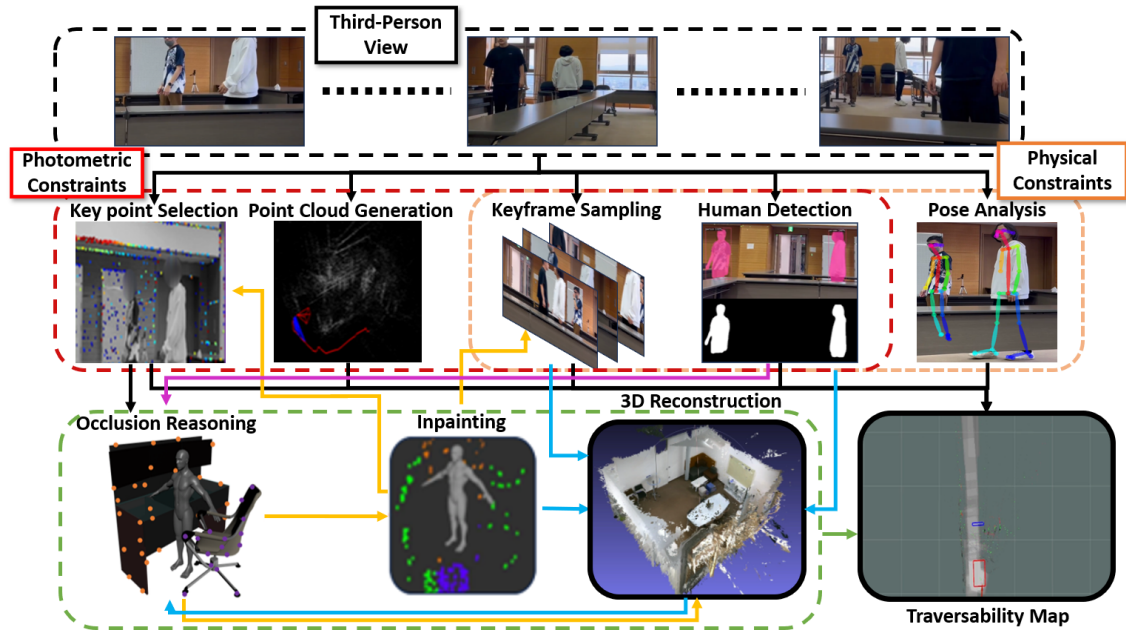 Third-Person
View
Photometric
Constraints
Physical
Constraints
Key point Selection
Point Cloud Generation
Keyframe Sampling
Human Detection
Pose Analysis
3D Reconstruction
Occlusion Reasoning
Inpainting
Traversability Map